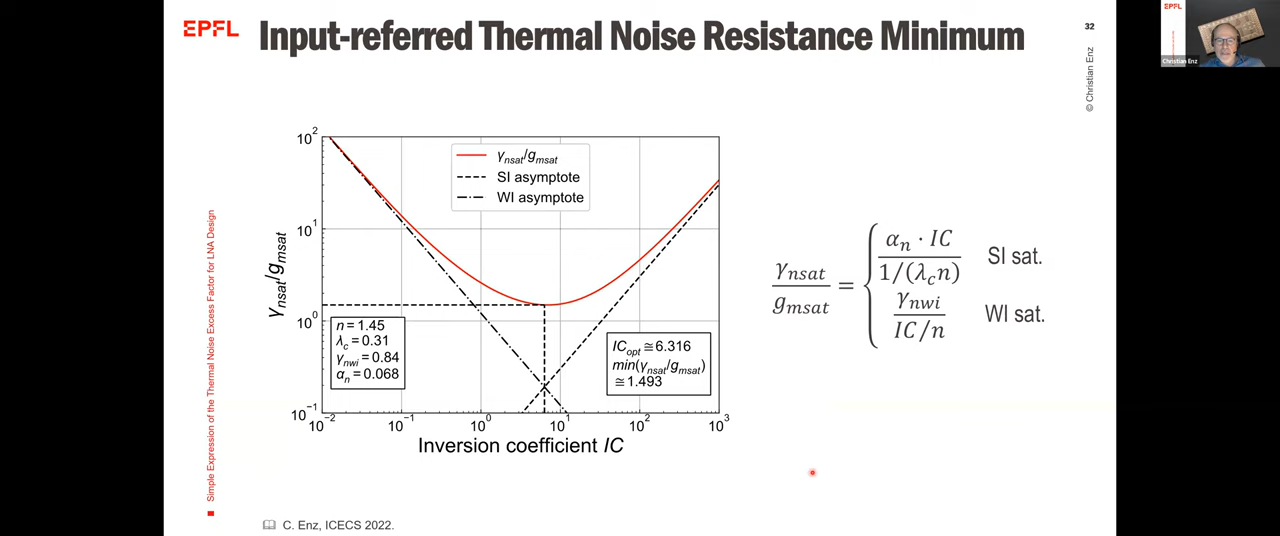 EPFL
Input-referred Thermal Noise Resistance Minimum
32
© Christian Enz
EPFL
Christian Enz
Simple Expression of the Thermal Noise Excess Factor for LNA Design
γnsat/gmsat
SI asymptote
WI asymptote
10²
10¹
10⁰
10⁻¹
γnsat/gmsat
n = 1.45
λc = 0.31
γnwi = 0.84
αn = 0.068
ICopt ≅ 6.316
min(γnsat/gmsat)
≅ 1.493
10⁻² 10⁻¹ 10⁰ 10¹ 10² 10³
Inversion coefficient IC
γnsat/gmsat = { αn · IC / 1/(λc n) SI sat.
γnwi / IC/n WI sat.
C. Enz, ICECS 2022.